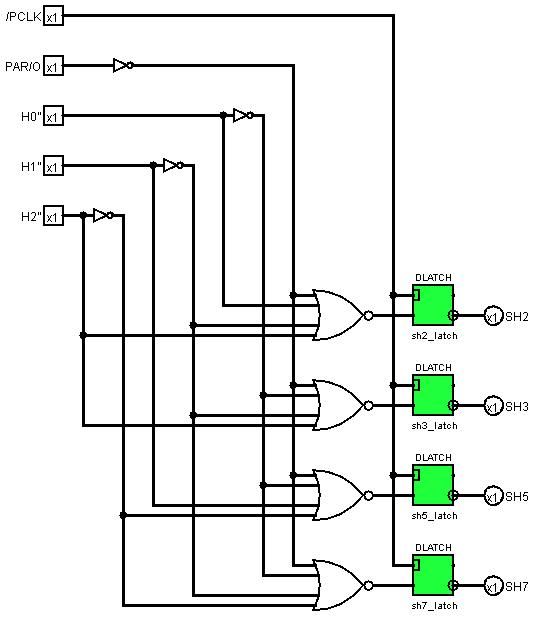 /PCLK x1
PAR/O x1
H0" x1
H1" x1
H2" x1
DLATCH
x1 SH2
sh2_latch
DLATCH
x1 SH3
sh3_latch
DLATCH
x1 SH5
sh5_latch
DLATCH
x1 SH7
sh7_latch